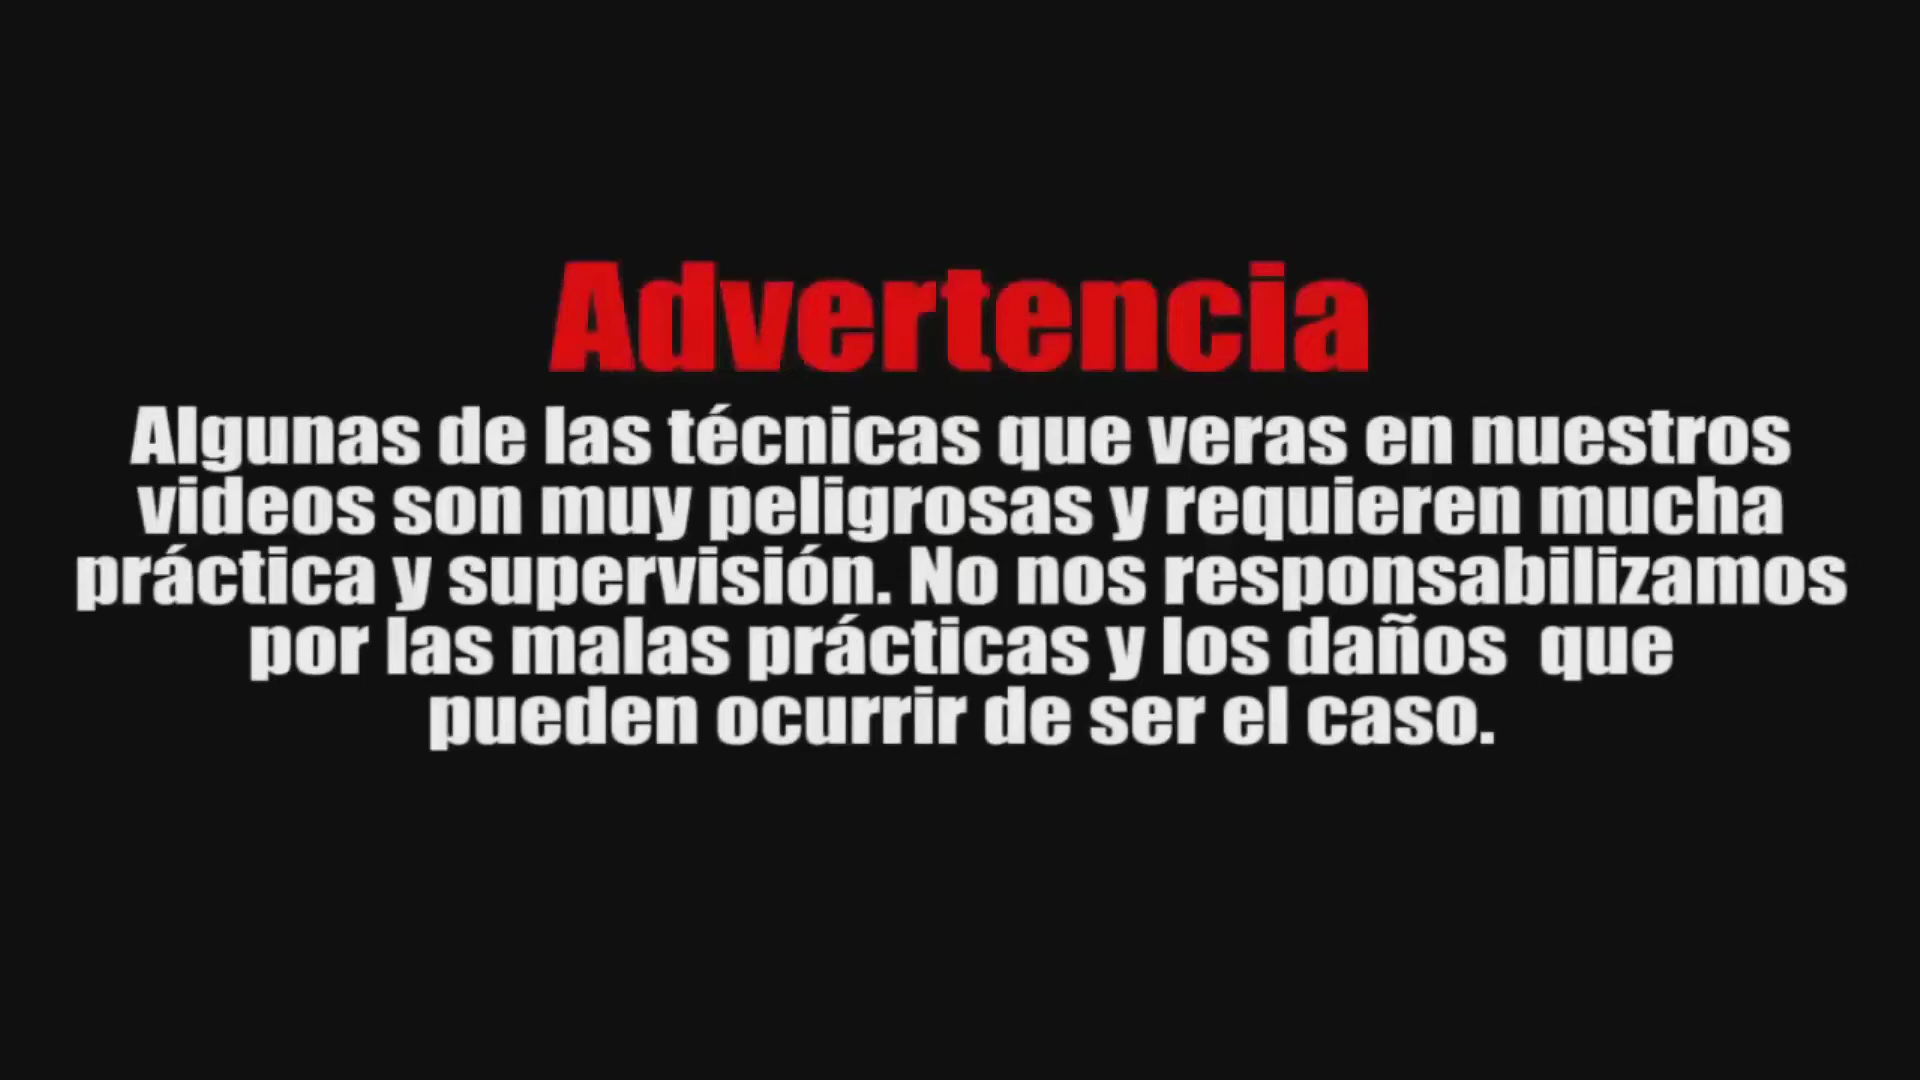 Advertencia
Algunas de las técnicas que veras en nuestros
videos son muy peligrosas y requieren mucha
práctica y supervisión. No nos responsabilizamos
por las malas prácticas y los daños  que
pueden ocurrir de ser el caso.